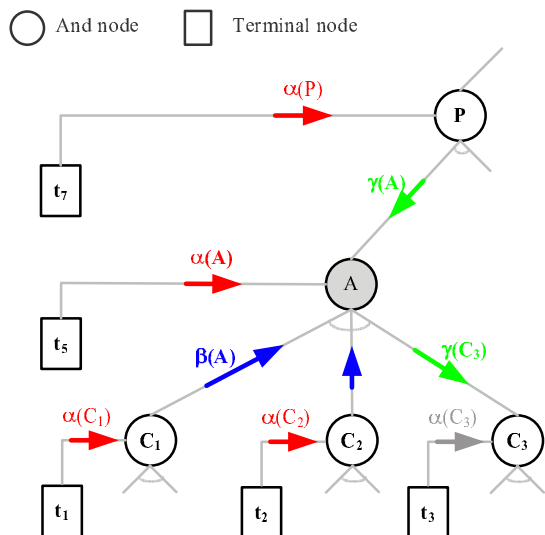 And node
Terminal node
α(P)
P
t₇
γ(A)
α(A)
A
t₅
β(A)
γ(C₃)
α(C₁)
α(C₂)
α(C₃)
C₁
C₂
C₃
t₁
t₂
t₃